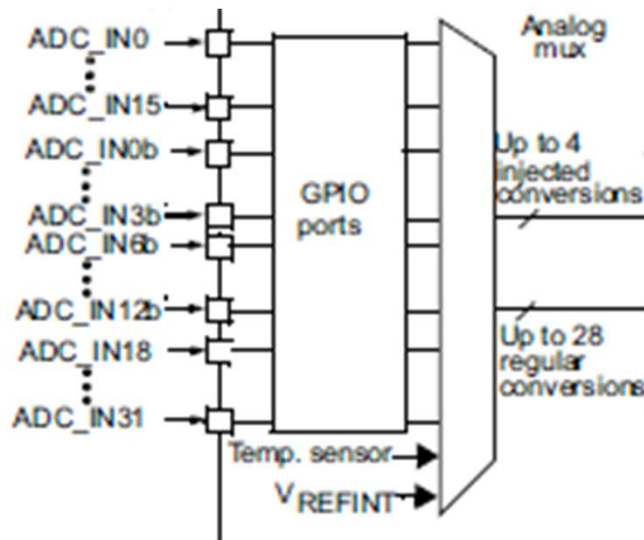 ADC_IN0
ADC_IN15
ADC_IN0b
ADC_IN3b
ADC_IN6b
ADC_IN12b
ADC_IN18
ADC_IN31
GPIO
ports
Temp. sensor
VREFINT
Analog
mux
Up to 4
injected
conversions
Up to 28
regular
conversions